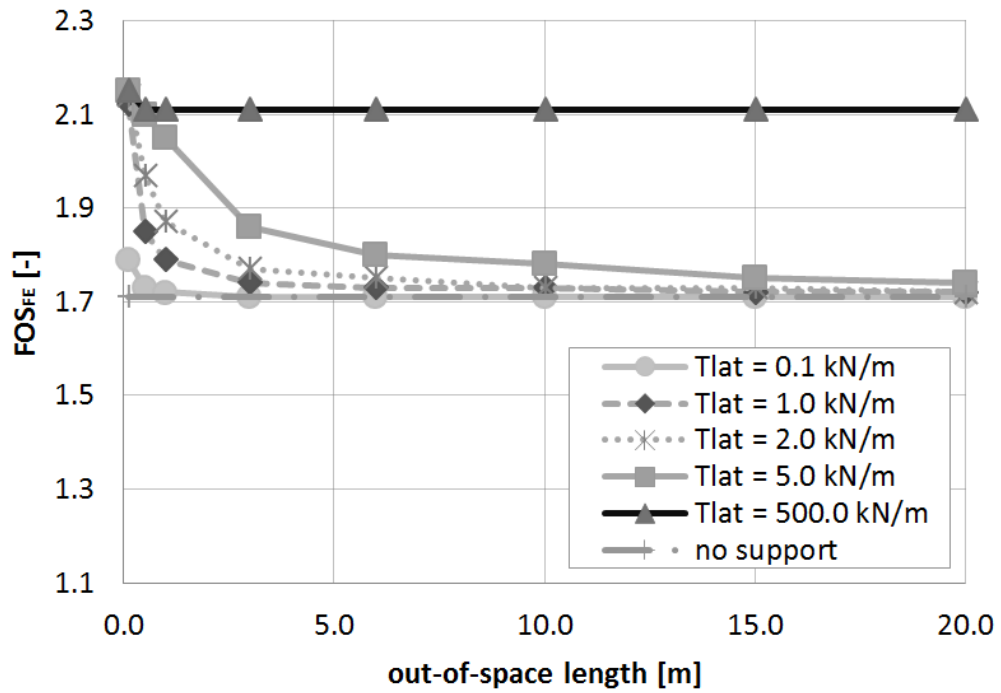 2.3
2.1
1.9
1.7
1.5
1.3
1.1
FOSFE [-]
Tlat = 0.1 kN/m
Tlat = 1.0 kN/m
Tlat = 2.0 kN/m
Tlat = 5.0 kN/m
Tlat = 500.0 kN/m
no support
0.0 5.0 10.0 15.0 20.0
out-of-space length [m]